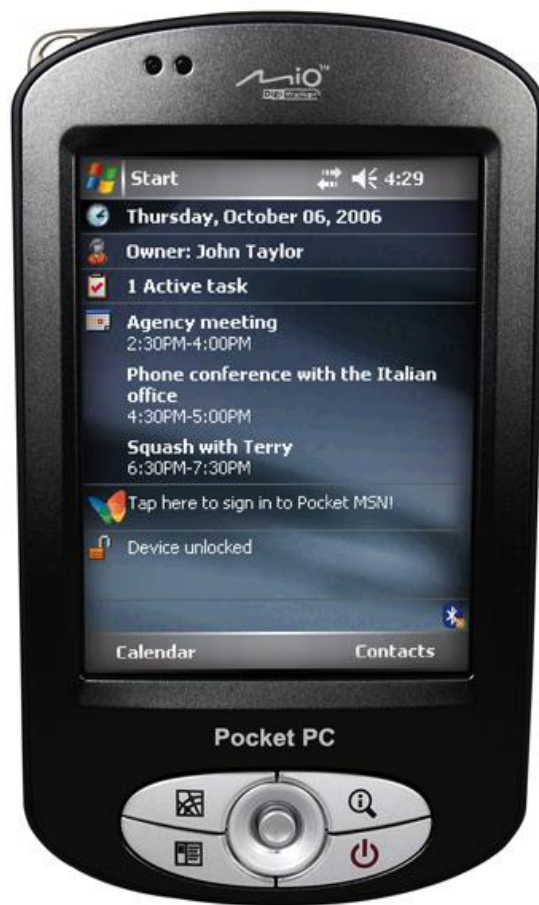 Mio™
DIGIWALKER
Start 4:29
Thursday, October 06, 2006
Owner: John Taylor
1 Active task
Agency meeting
2:30PM-4:00PM
Phone conference with the Italian
office
4:30PM-5:00PM
Squash with Terry
6:30PM-7:30PM
Tap here to sign in to Pocket MSN!
Device unlocked
Calendar Contacts
Pocket PC